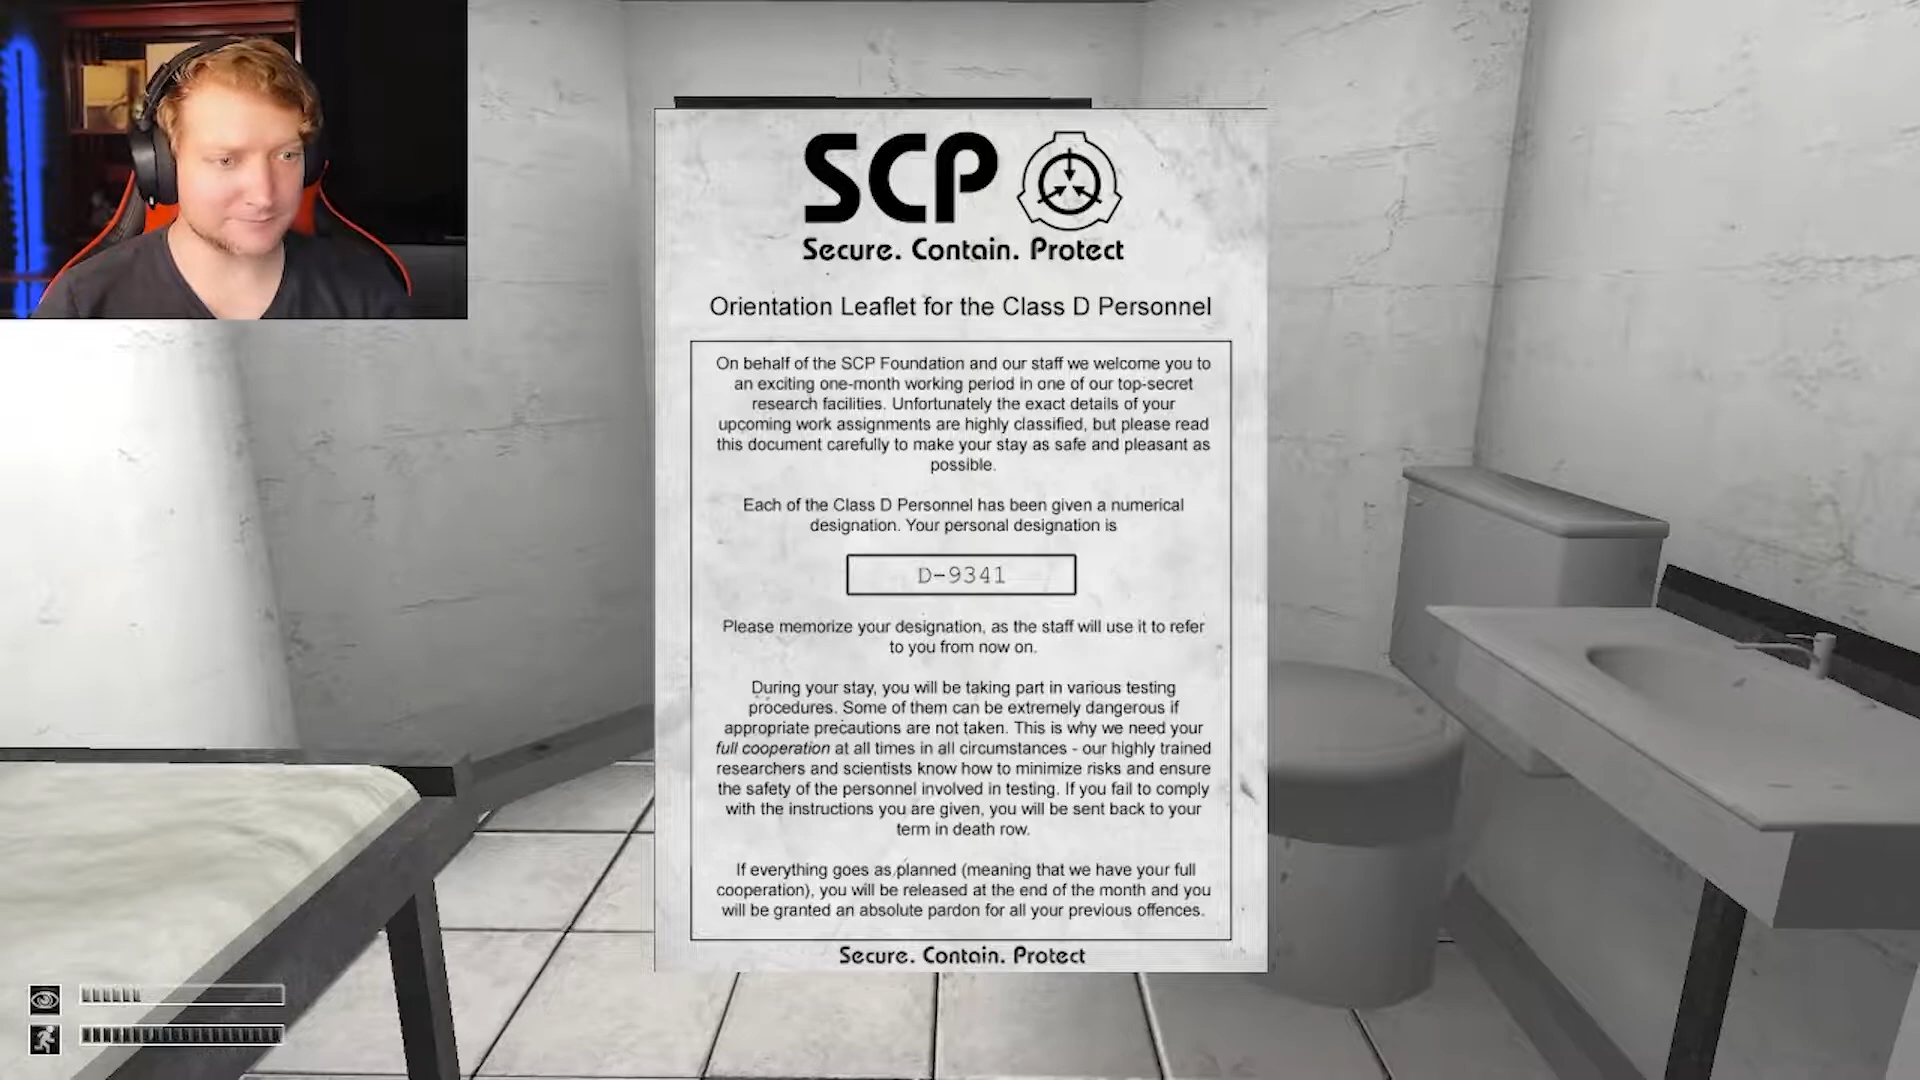 SCP
Secure. Contain. Protect
Orientation Leaflet for the Class D Personnel
On behalf of the SCP Foundation and our staff we welcome you to
an exciting one-month working period in one of our top-secret
research facilities. Unfortunately the exact details of your
upcoming work assignments are highly classified, but please read
this document carefully to make your stay as safe and pleasant as
possible.
Each of the Class D Personnel has been given a numerical
designation. Your personal designation is
D-9341
Please memorize your designation, as the staff will use it to refer
to you from now on.
During your stay, you will be taking part in various testing
procedures. Some of them can be extremely dangerous if
appropriate precautions are not taken. This is why we need your
full cooperation at all times in all circumstances - our highly trained
researchers and scientists know how to minimize risks and ensure
the safety of the personnel involved in testing. If you fail to comply
with the instructions you are given, you will be sent back to your
term in death row.
If everything goes as planned (meaning that we have your full
cooperation), you will be released at the end of the month and you
will be granted an absolute pardon for all your previous offences.
Secure. Contain. Protect